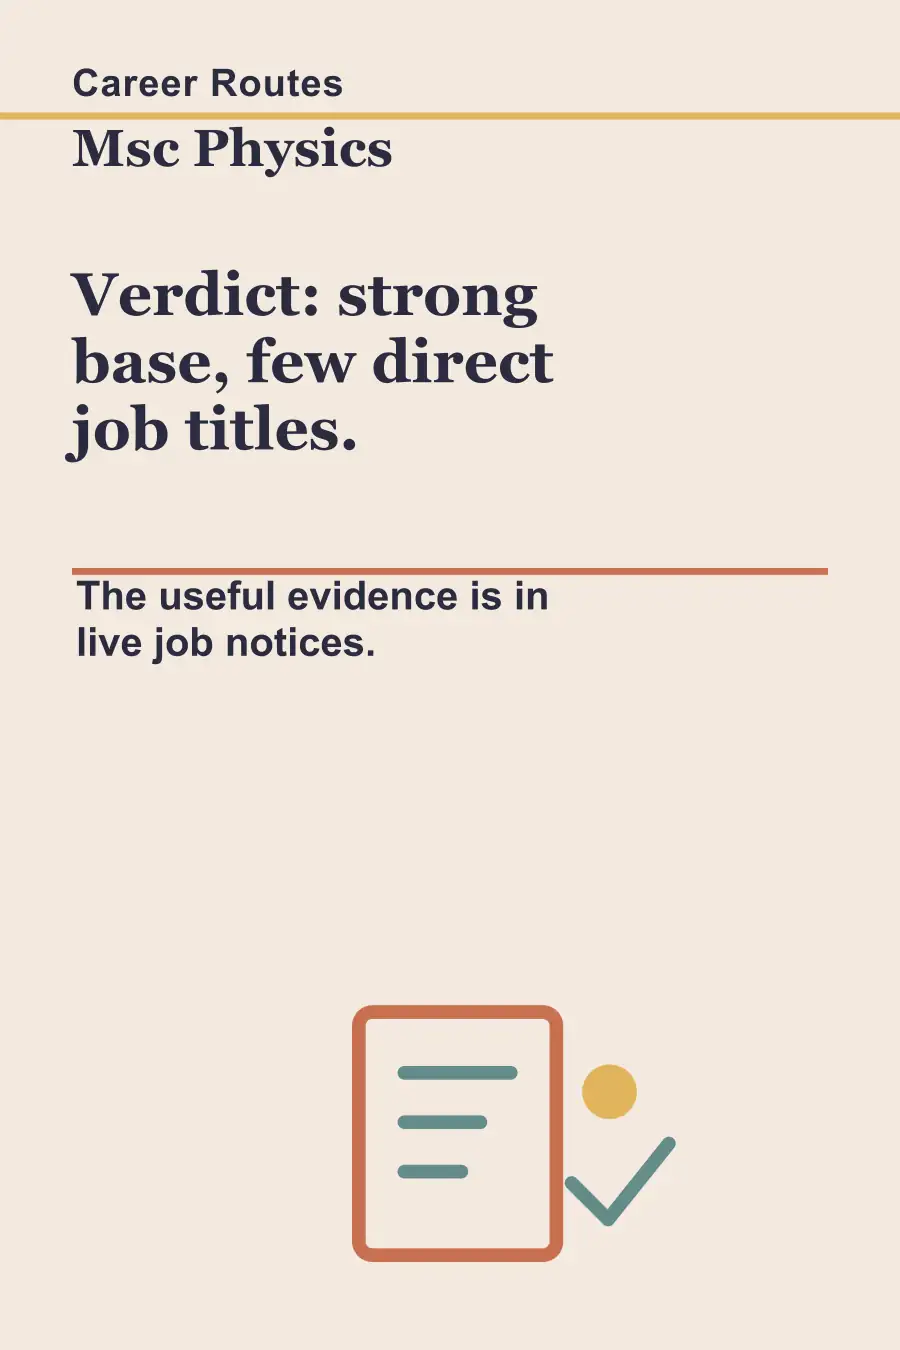 Career Routes
Msc Physics
Verdict: strong
base, few direct
job titles.
The useful evidence is in
live job notices.